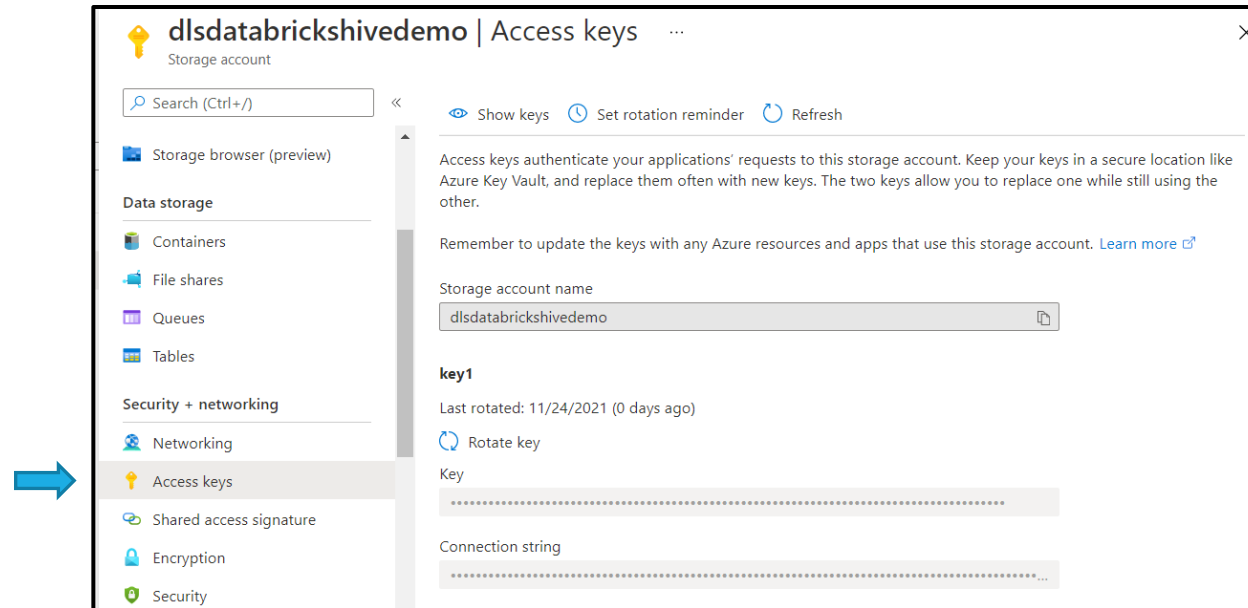 dlsdatabrickshivedemo | Access keys ...
Storage account
Search (Ctrl+/)
«
Storage browser (preview)
Data storage
Containers
File shares
Queues
Tables
Security + networking
Networking
Access keys
Shared access signature
Encryption
Security
Show keys
Set rotation reminder
Refresh
Access keys authenticate your applications' requests to this storage account. Keep your keys in a secure location like
Azure Key Vault, and replace them often with new keys. The two keys allow you to replace one while still using the
other.
Remember to update the keys with any Azure resources and apps that use this storage account. Learn more
Storage account name
dlsdatabrickshivedemo
key1
Last rotated: 11/24/2021 (0 days ago)
Rotate key
Key
Connection string